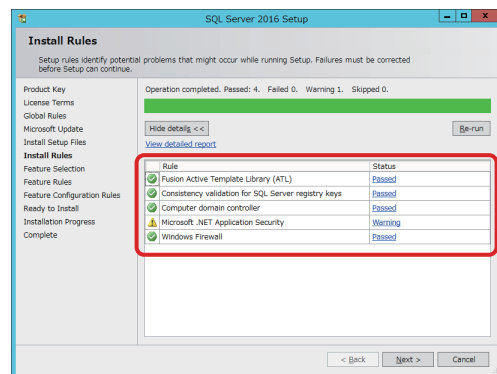 SQL Server 2016 Setup
Install Rules
Setup rules identify potential problems that might occur while running Setup. Failures must be corrected
before Setup can continue.
Product Key
License Terms
Global Rules
Microsoft Update
Install Setup Files
Install Rules
Feature Selection
Feature Rules
Feature Configuration Rules
Ready to Install
Installation Progress
Complete
Operation completed. Passed: 4. Failed 0. Warning 1. Skipped 0.
Hide details << Re-run
View detailed report
Rule Status
Fusion Active Template Library (ATL) Passed
Consistency validation for SQL Server registry keys Passed
Computer domain controller Passed
Microsoft .NET Application Security Warning
Windows Firewall Passed
< Back Next > Cancel